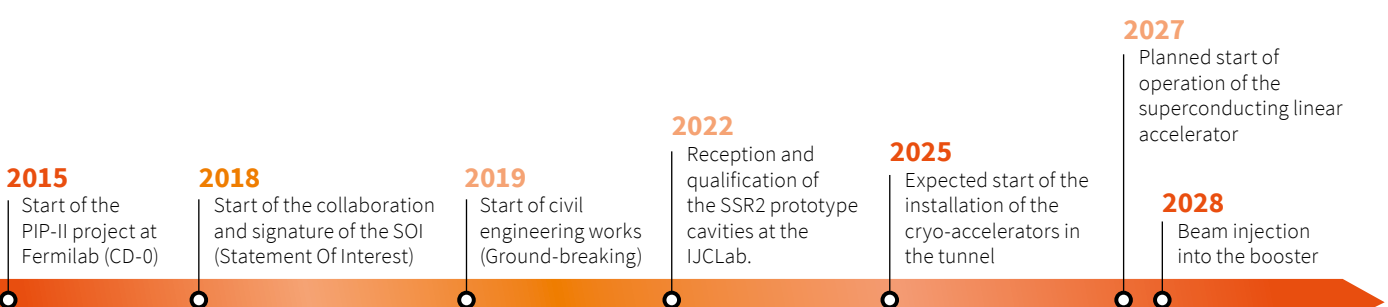 2015
Start of the
PIP-II project at
Fermilab (CD-0)
2018
Start of the collaboration
and signature of the SOI
(Statement Of Interest)
2019
Start of civil
engineering works
(Ground-breaking)
2022
Reception and
qualification of
the SSR2 prototype
cavities at the
IJCLab.
2025
Expected start of the
installation of the
cryo-accelerators in
the tunnel
2027
Planned start of
operation of the
superconducting linear
accelerator
2028
Beam injection
into the booster